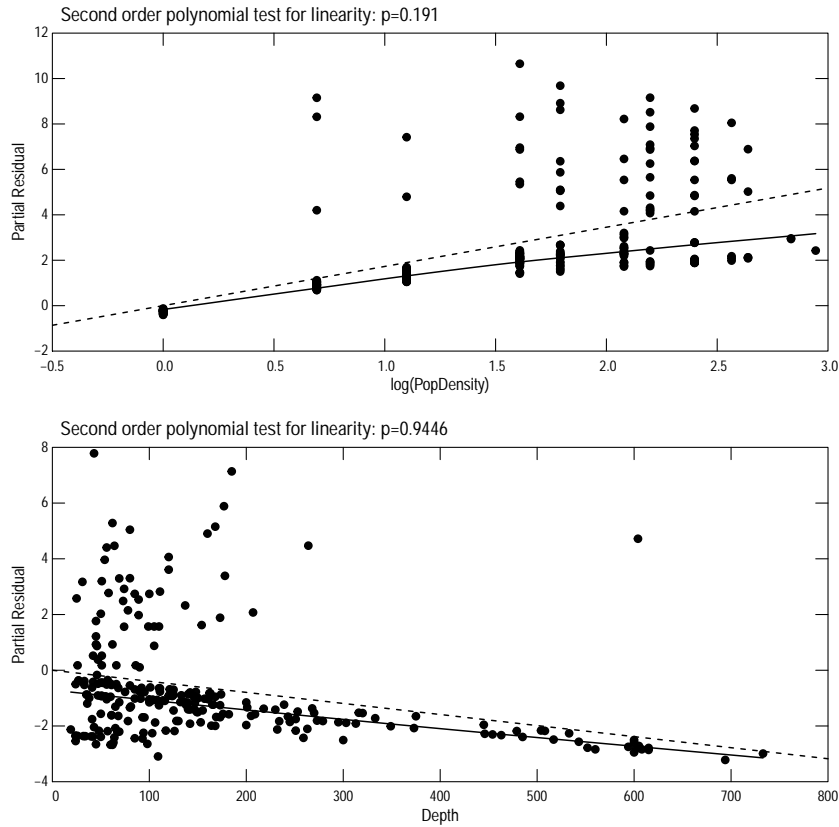 Second order polynomial test for linearity: p=0.191
12
10
8
6
4
2
0
−2
Partial Residual
−0.5 0.0 0.5 1.0 1.5 2.0 2.5 3.0
log(PopDensity)
Second order polynomial test for linearity: p=0.9446
8
6
4
2
0
−2
−4
Partial Residual
0 100 200 300 400 500 600 700 800
Depth